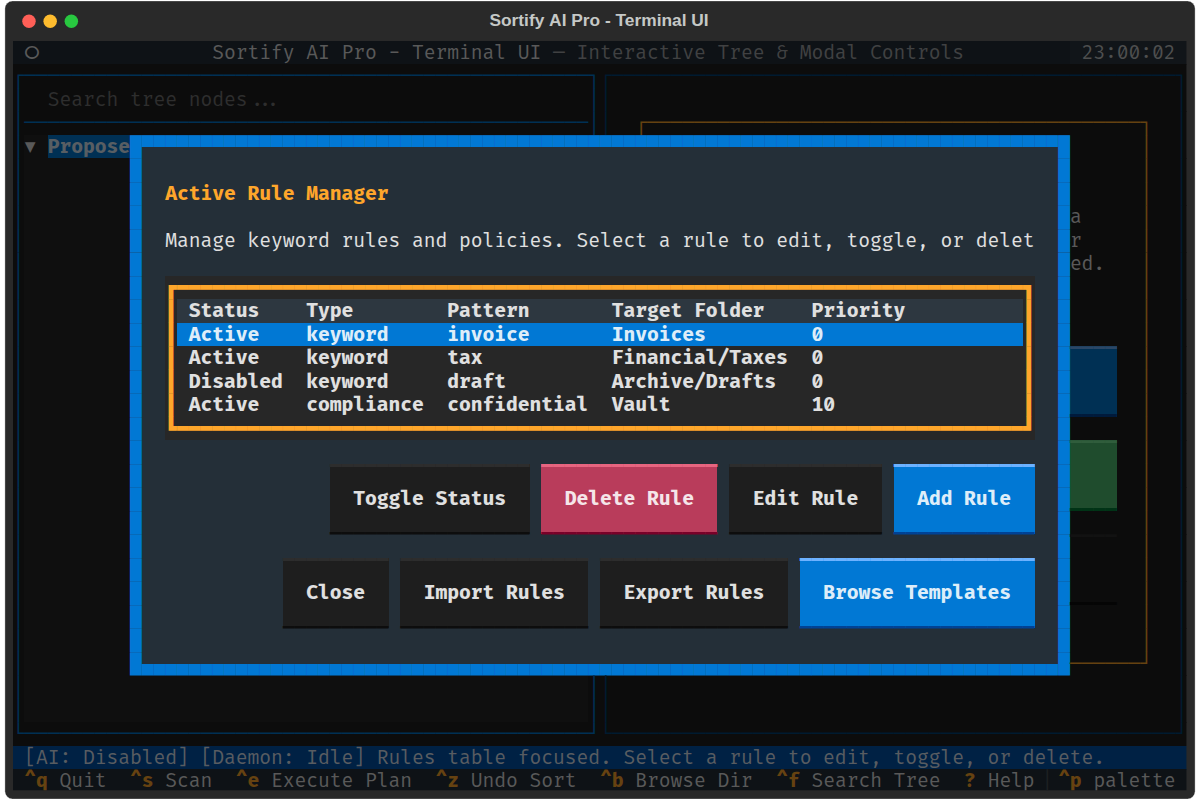 Sortify AI Pro - Terminal UI
Sortify AI Pro - Terminal UI — Interactive Tree & Modal Controls 23:00:02
Search tree nodes...
▼ Propose
Active Rule Manager
Manage keyword rules and policies. Select a rule to edit, toggle, or delet
a
r
ed.
Status Type Pattern Target Folder Priority
Active keyword invoice Invoices 0
Active keyword tax Financial/Taxes 0
Disabled keyword draft Archive/Drafts 0
Active compliance confidential Vault 10
Toggle Status Delete Rule Edit Rule Add Rule
Close Import Rules Export Rules Browse Templates
[AI: Disabled] [Daemon: Idle] Rules table focused. Select a rule to edit, toggle, or delete.
^q Quit ^s Scan ^e Execute Plan ^z Undo Sort ^b Browse Dir ^f Search Tree ? Help ^p palette